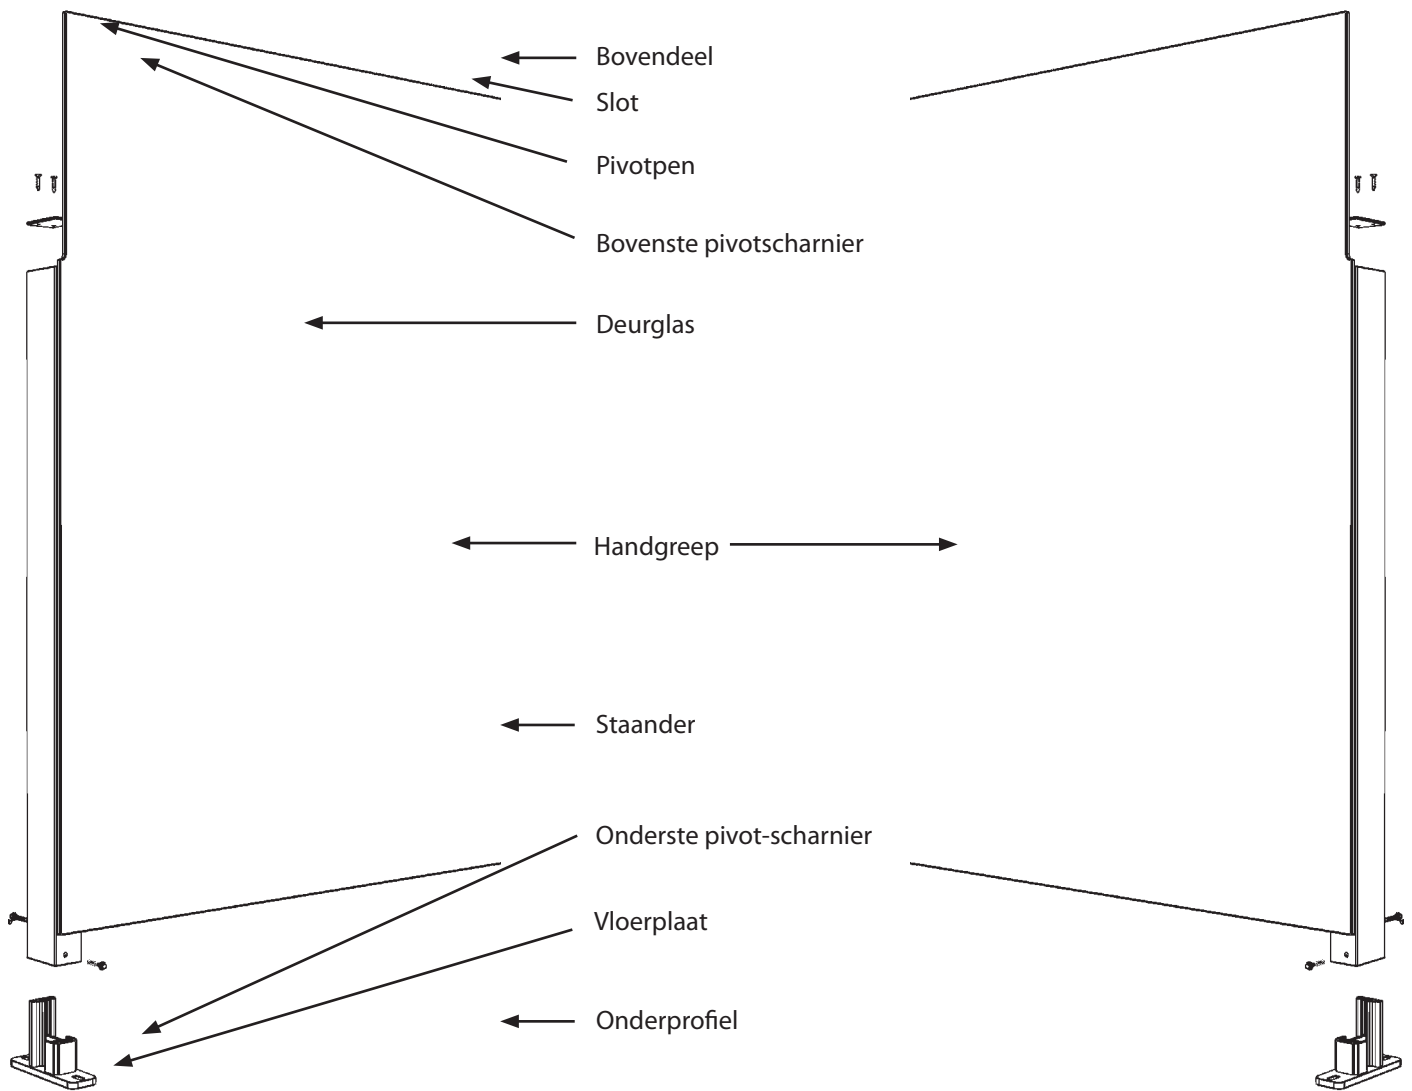 Bovendeel
Slot
Pivotpen
Bovenste pivotscharnier
Deurglas
Handgreep
Staander
Onderste pivot-scharnier
Vloerplaat
Onderprofiel